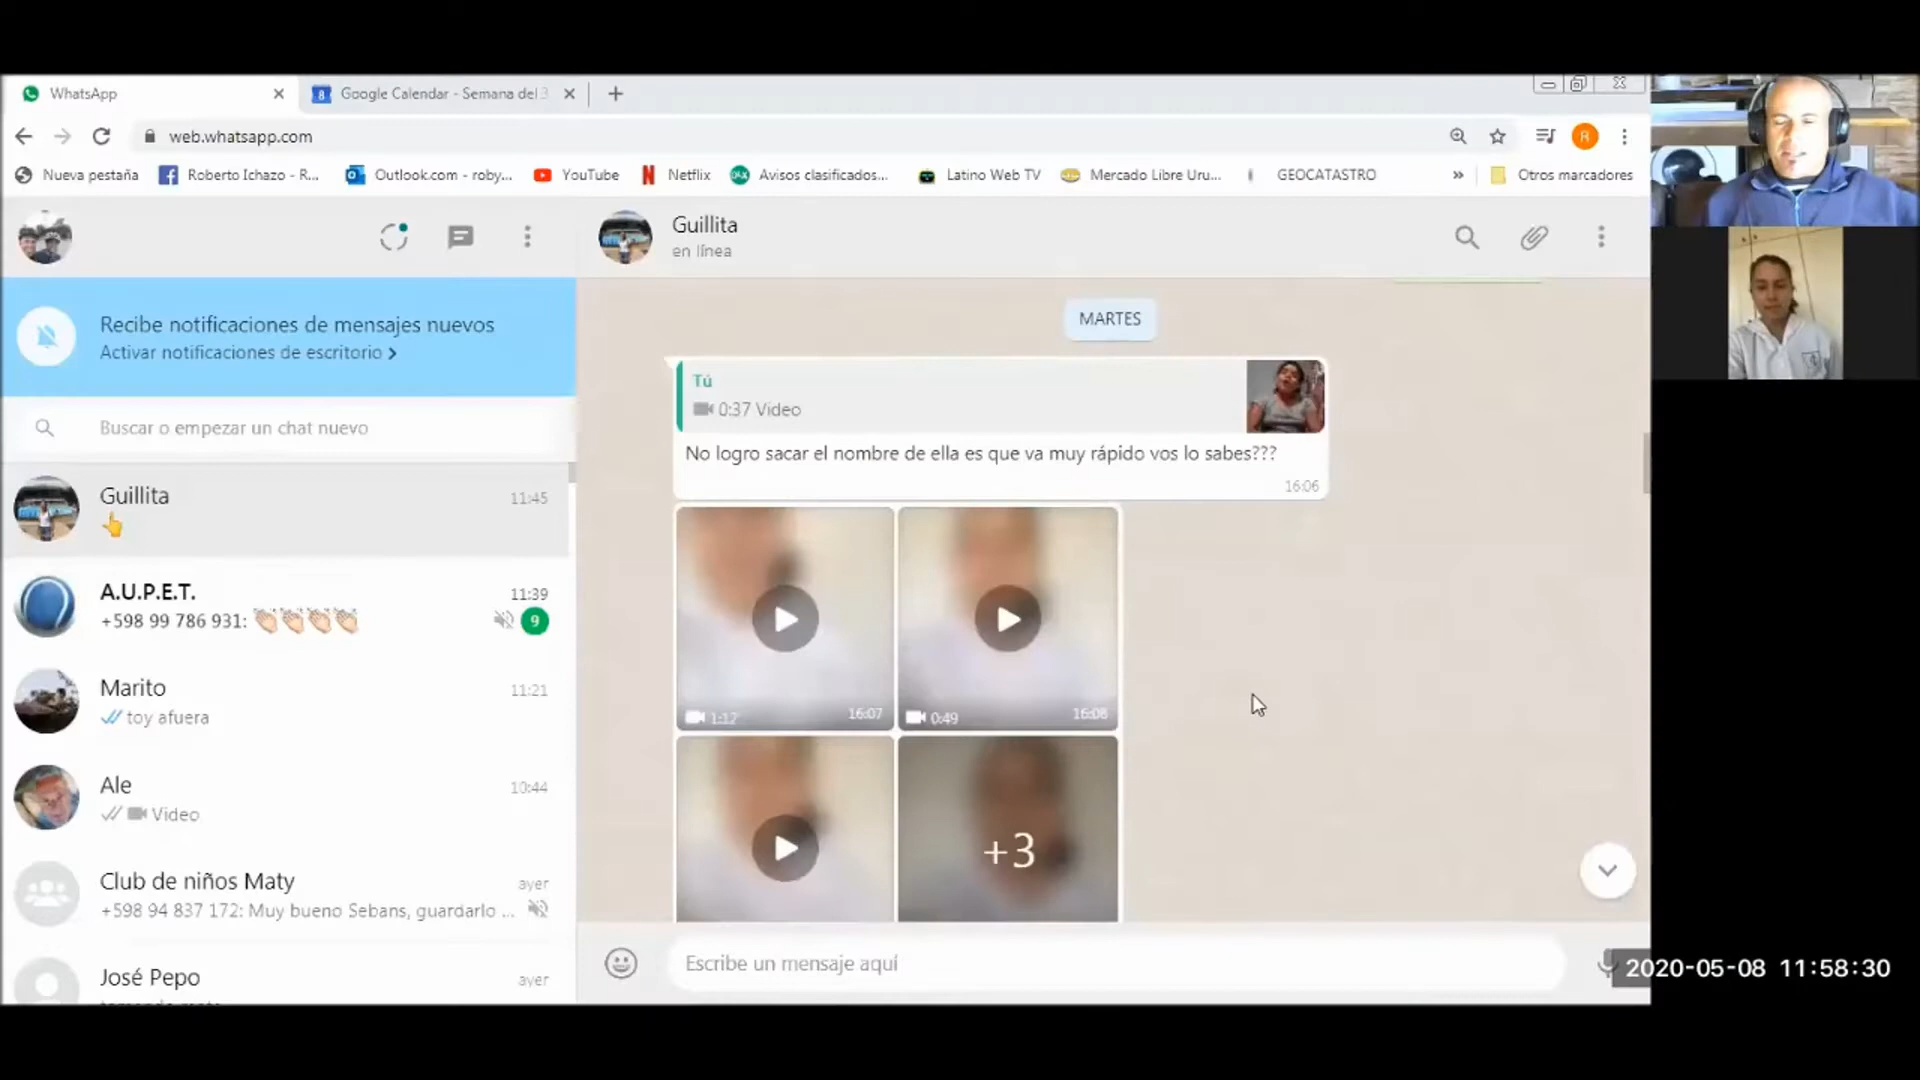 WhatsApp
8 Google Calendar - Semana del 3
web.whatsapp.com
R
Nueva pestaña
Roberto Ichazo - R...
Outlook.com - roby...
YouTube
Netflix
Avisos clasificados...
Latino Web TV
Mercado Libre Uru...
GEOCATASTRO
»
Otros marcadores
Guillita
en línea
Recibe notificaciones de mensajes nuevos
Activar notificaciones de escritorio >
Buscar o empezar un chat nuevo
Guillita 11:45
👆
A.U.P.E.T. 11:39
+598 99 786 931: 👏👏👏👏 9
Marito 11:21
toy afuera
Ale 10:44
Video
Club de niños Maty ayer
+598 94 837 172: Muy bueno Sebans, guardarlo ...
José Pepo ayer
MARTES
Tú
0:37 Video
No logro sacar el nombre de ella es que va muy rápido vos lo sabes???
16:06
1:12 16:07
0:49 16:08
+3
Escribe un mensaje aquí
2020-05-08 11:58:30